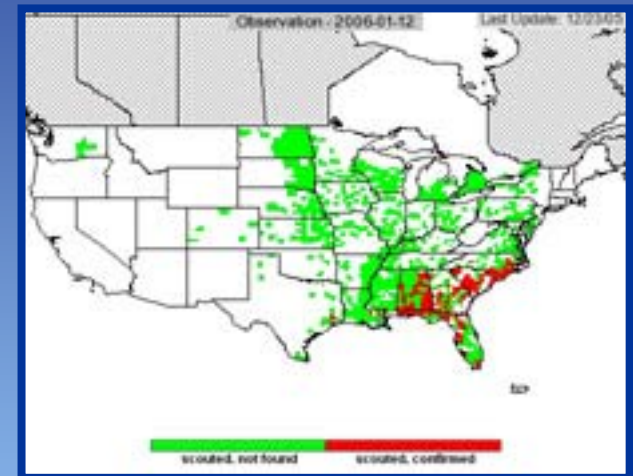 Observation - 2006-01-12
Last Update: 12/23/05
scouted, not found
scouted, confirmed